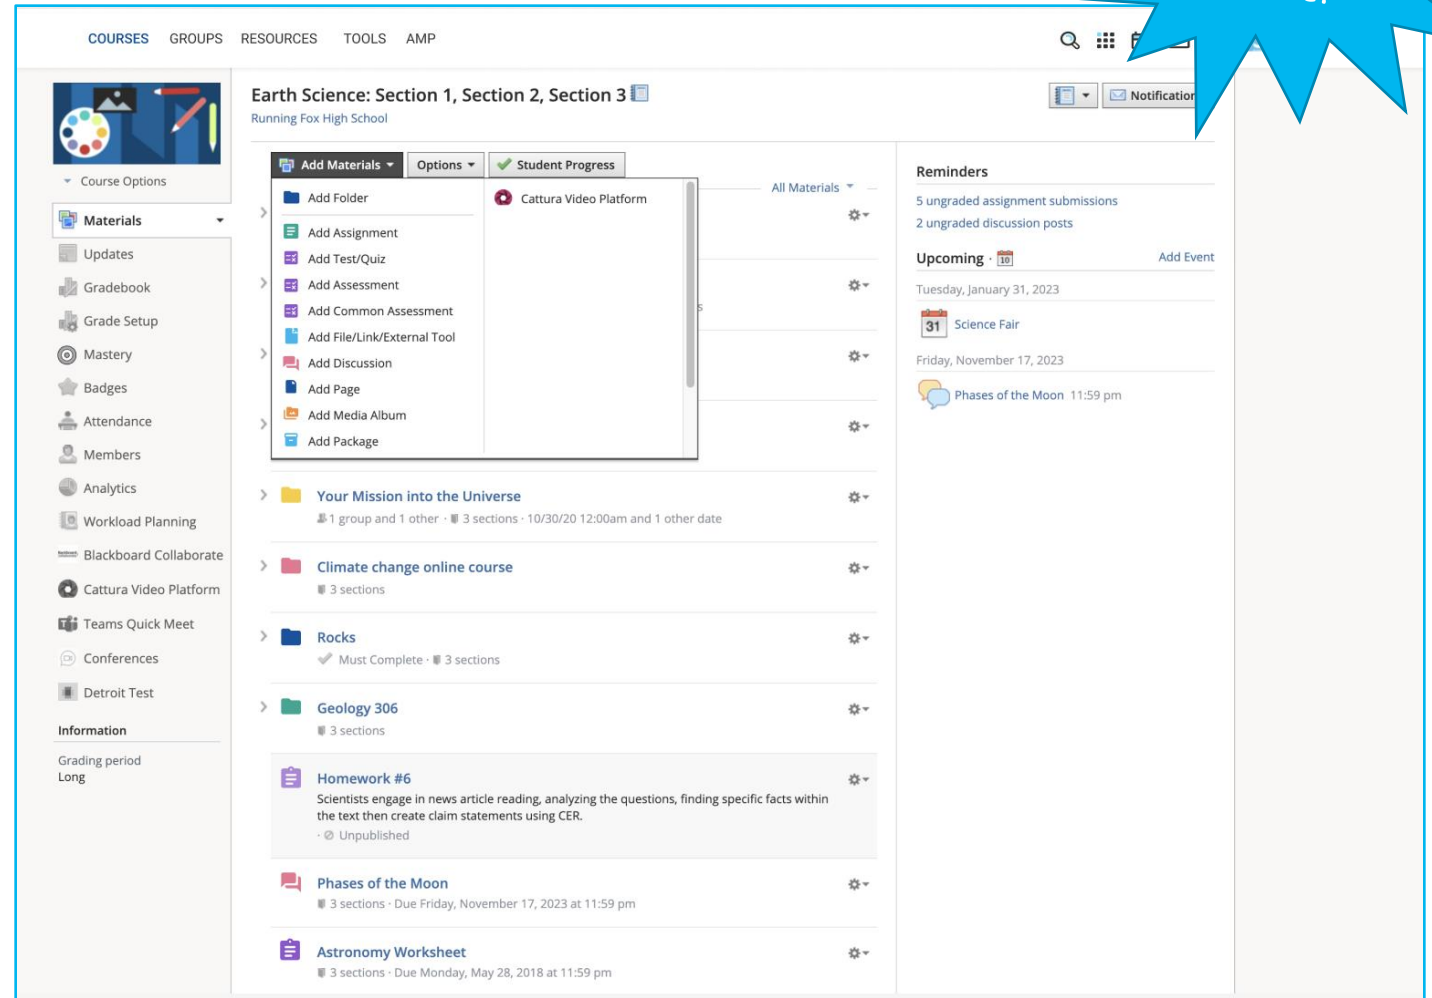 COURSES GROUPS RESOURCES TOOLS AMP
Earth Science: Section 1, Section 2, Section 3
Running Fox High School
Notification
Course Options
Materials
Updates
Gradebook
Grade Setup
Mastery
Badges
Attendance
Members
Analytics
Workload Planning
Blackboard Collaborate
Cattura Video Platform
Teams Quick Meet
Conferences
Detroit Test
Information
Grading period
Long
Add Materials Options Student Progress
All Materials
Add Folder
Add Assignment
Add Test/Quiz
Add Assessment
Add Common Assessment
Add File/Link/External Tool
Add Discussion
Add Page
Add Media Album
Add Package
Cattura Video Platform
s
Your Mission into the Universe
1 group and 1 other · 3 sections · 10/30/20 12:00am and 1 other date
Climate change online course
3 sections
Rocks
Must Complete · 3 sections
Geology 306
3 sections
Homework #6
Scientists engage in news article reading, analyzing the questions, finding specific facts within
the text then create claim statements using CER.
· Unpublished
Phases of the Moon
3 sections · Due Friday, November 17, 2023 at 11:59 pm
Astronomy Worksheet
3 sections · Due Monday, May 28, 2018 at 11:59 pm
Reminders
5 ungraded assignment submissions
2 ungraded discussion posts
Upcoming · 10 Add Event
Tuesday, January 31, 2023
31 Science Fair
Friday, November 17, 2023
Phases of the Moon 11:59 pm